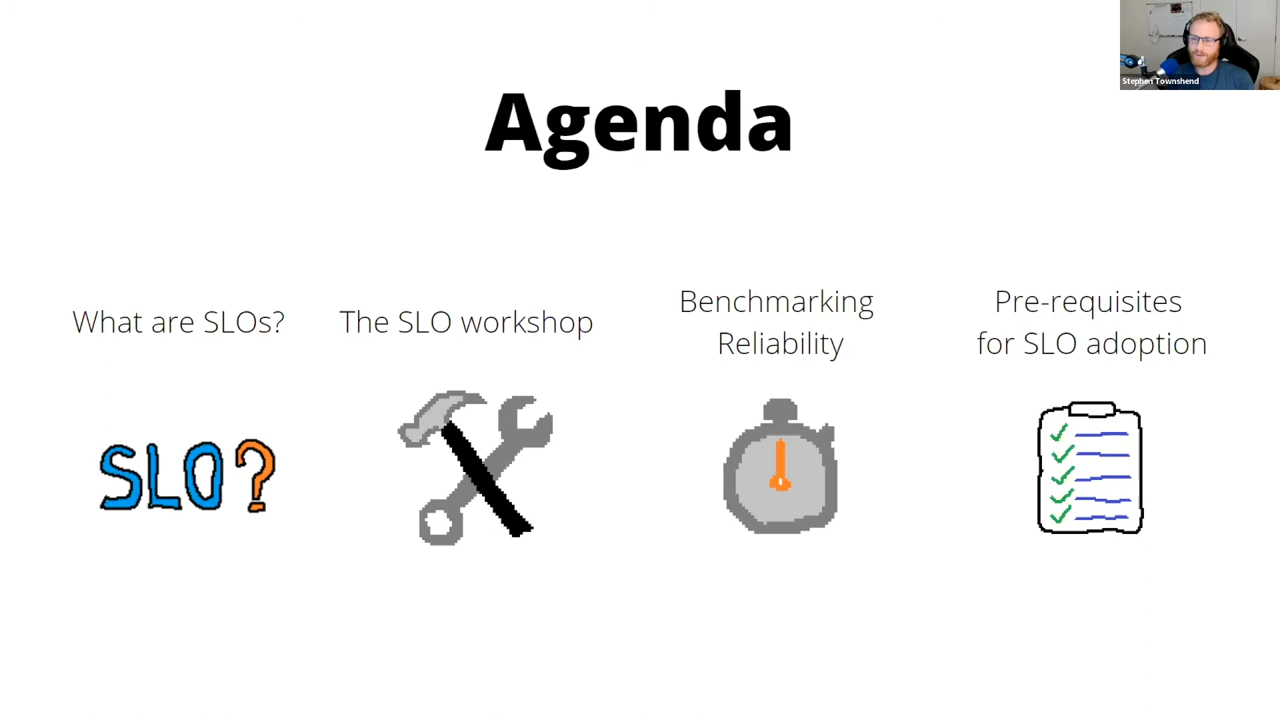 Stephen Townshend
Agenda
What are SLOs?
The SLO workshop
Benchmarking
Reliability
Pre-requisites
for SLO adoption
SLO?